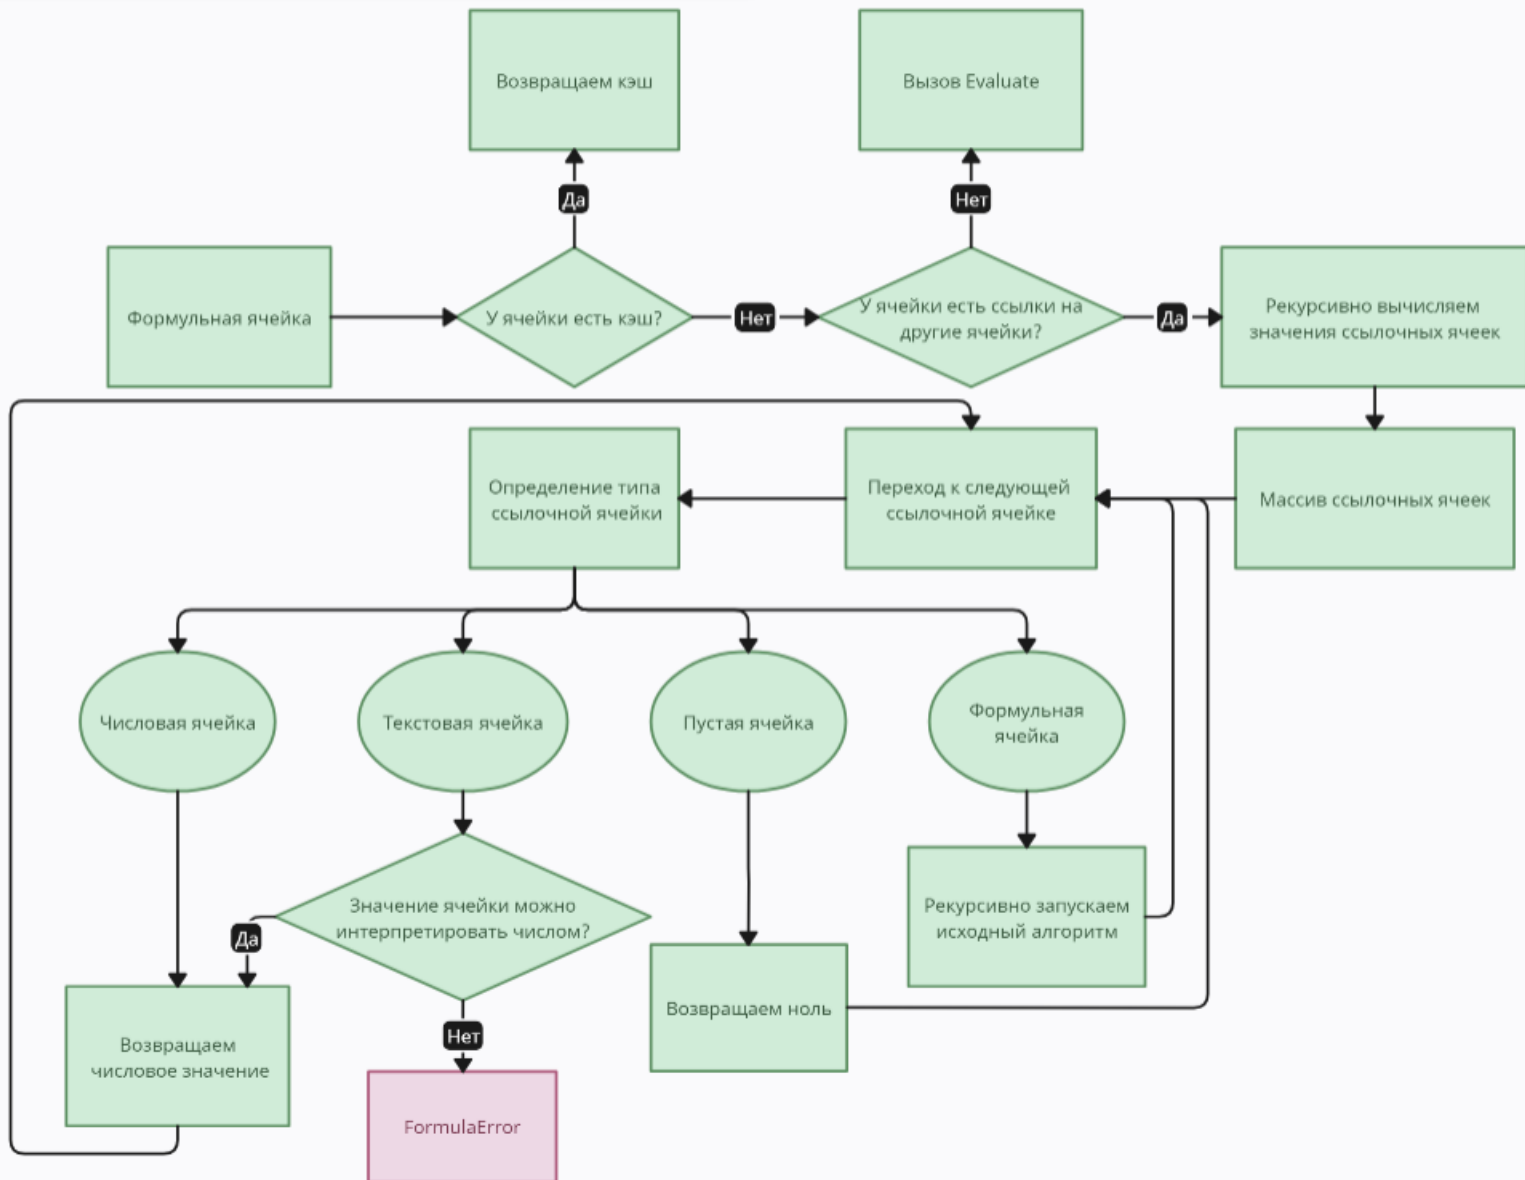 Возвращаем кэш
Вызов Evaluate
Да
Нет
Формульная ячейка
У ячейки есть кэш?
Нет
У ячейки есть ссылки на
другие ячейки?
Да
Рекурсивно вычисляем
значения ссылочных ячеек
Определение типа
ссылочной ячейки
Переход к следующей
ссылочной ячейке
Массив ссылочных ячеек
Числовая ячейка
Текстовая ячейка
Пустая ячейка
Формульная
ячейка
Значение ячейки можно
интерпретировать числом?
Да
Рекурсивно запускаем
исходный алгоритм
Возвращаем ноль
Нет
Возвращаем
числовое значение
FormulaError